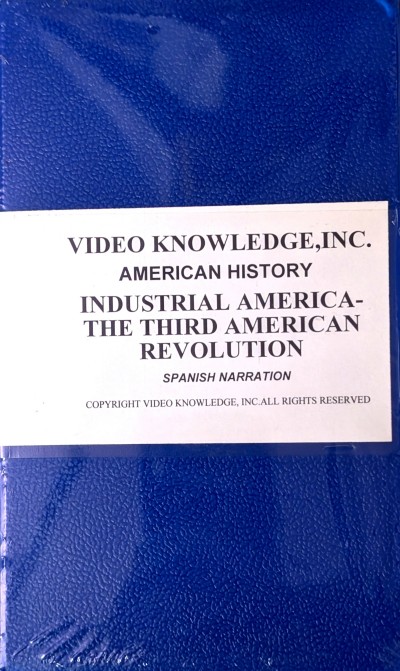 VIDEO KNOWLEDGE,INC.
AMERICAN HISTORY
INDUSTRIAL AMERICA-
THE THIRD AMERICAN
REVOLUTION
SPANISH NARRATION
COPYRIGHT VIDEO KNOWLEDGE, INC.ALL RIGHTS RESERVED